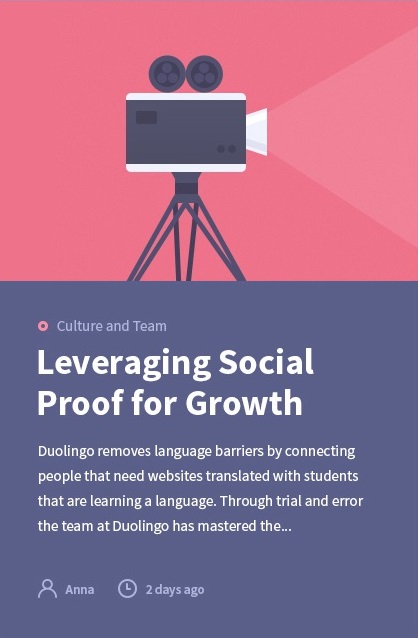 Culture and Team
Leveraging Social
Proof for Growth
Duolingo removes language barriers by connecting
people that need websites translated with students
that are learning a language. Through trial and error
the team at Duolingo has mastered the...
Anna
2 days ago